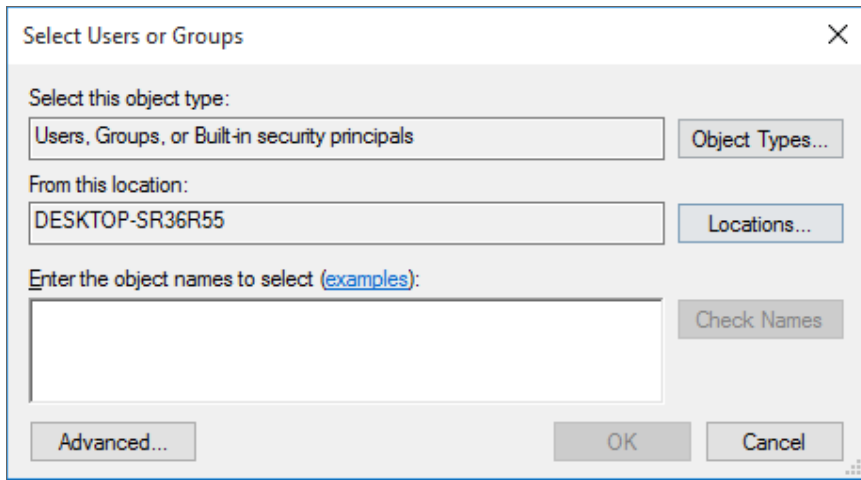 Select Users or Groups
Select this object type:
Users, Groups, or Built-in security principals
Object Types...
From this location:
DESKTOP-SR36R55
Locations...
Enter the object names to select (examples):
Check Names
Advanced...
OK
Cancel